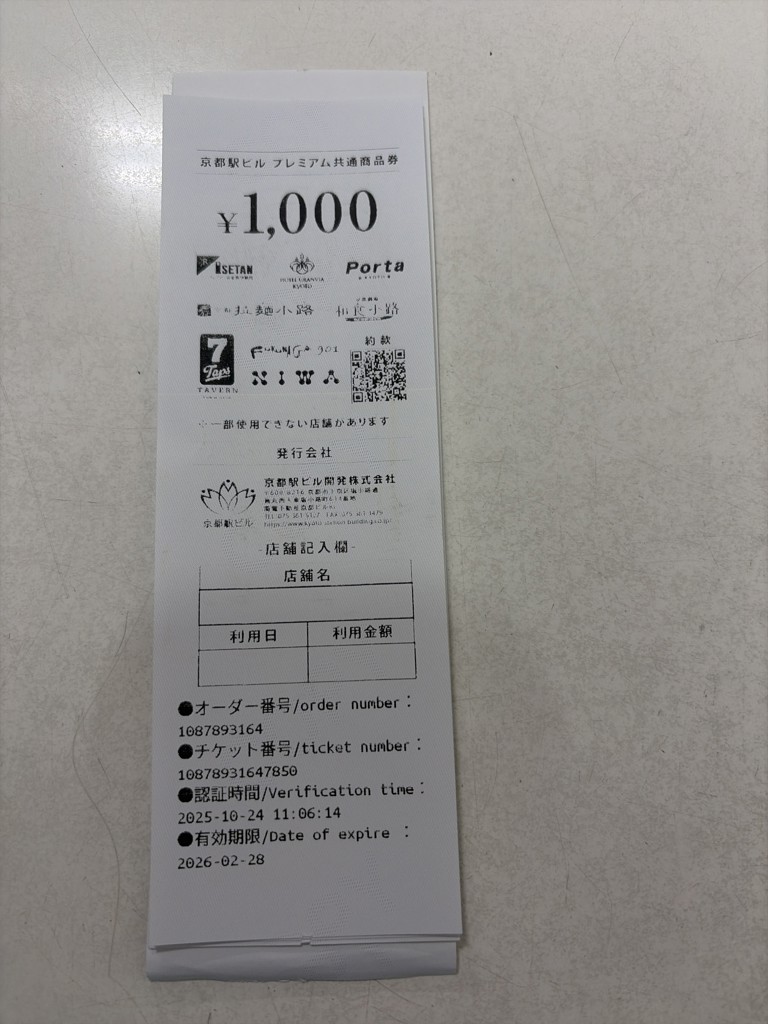 京都駅ビル プレミアム共通商品券
¥1,000
JR ISETAN
HOTEL GRANVIA
KYOTO
Porta
拉麺小路
7
Taps
TAVERN
NIWA
約款
※一部使用できない店舗があります
発行会社
京都駅ビル
京都駅ビル開発株式会社
-店舗記入欄-
店舗名
利用日 利用金額
●オーダー番号/order number：
1087893164
●チケット番号/ticket number：
10878931647850
●認証時間/Verification time：
2025-10-24 11:06:14
●有効期限/Date of expire ：
2026-02-28